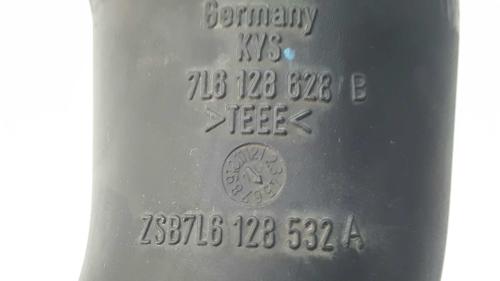 Germany
KYS
7L6 128 628 B
>TEEE<
ZSB7L6 128 532 A